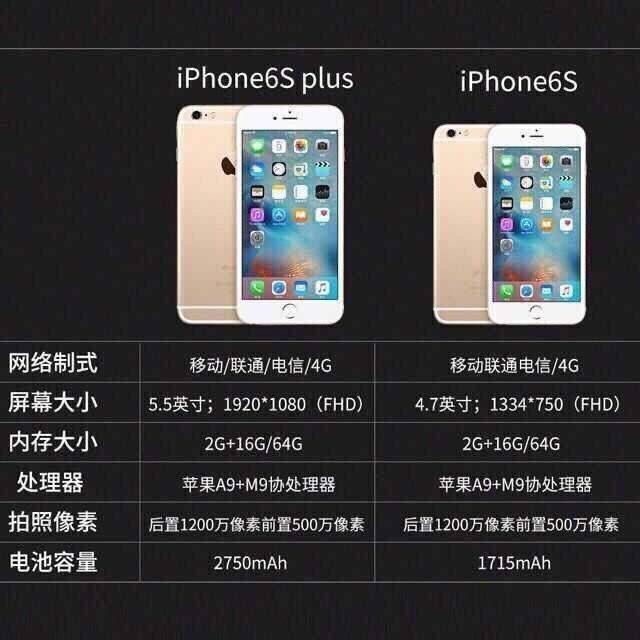 iPhone6S plus
iPhone6S
网络制式 移动/联通/电信/4G 移动联通电信/4G
屏幕大小 5.5英寸；1920*1080（FHD） 4.7英寸；1334*750（FHD）
内存大小 2G+16G/64G 2G+16G/64G
处理器 苹果A9+M9协处理器 苹果A9+M9协处理器
拍照像素 后置1200万像素前置500万像素 后置1200万像素前置500万像素
电池容量 2750mAh 1715mAh